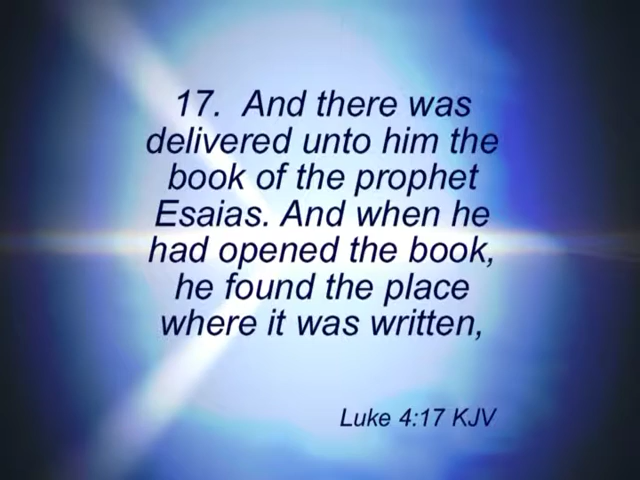 17.  And there was
delivered unto him the
book of the prophet
Esaias. And when he
had opened the book,
he found the place
where it was written,
Luke 4:17 KJV